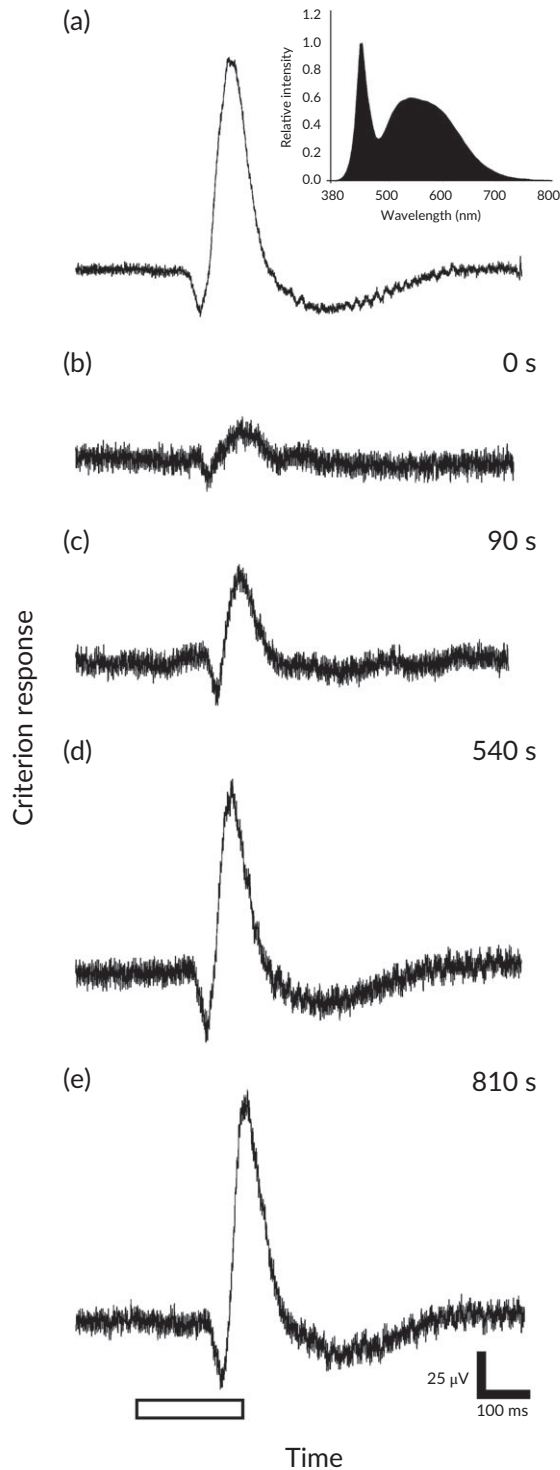 (a)
1.2
1.0
0.8
0.6
0.4
0.2
0.0
Relative intensity
380 500 600 700 800
Wavelength (nm)
(b) 0 s
(c) 90 s
Criterion response
(d) 540 s
(e) 810 s
25 μV
100 ms
Time